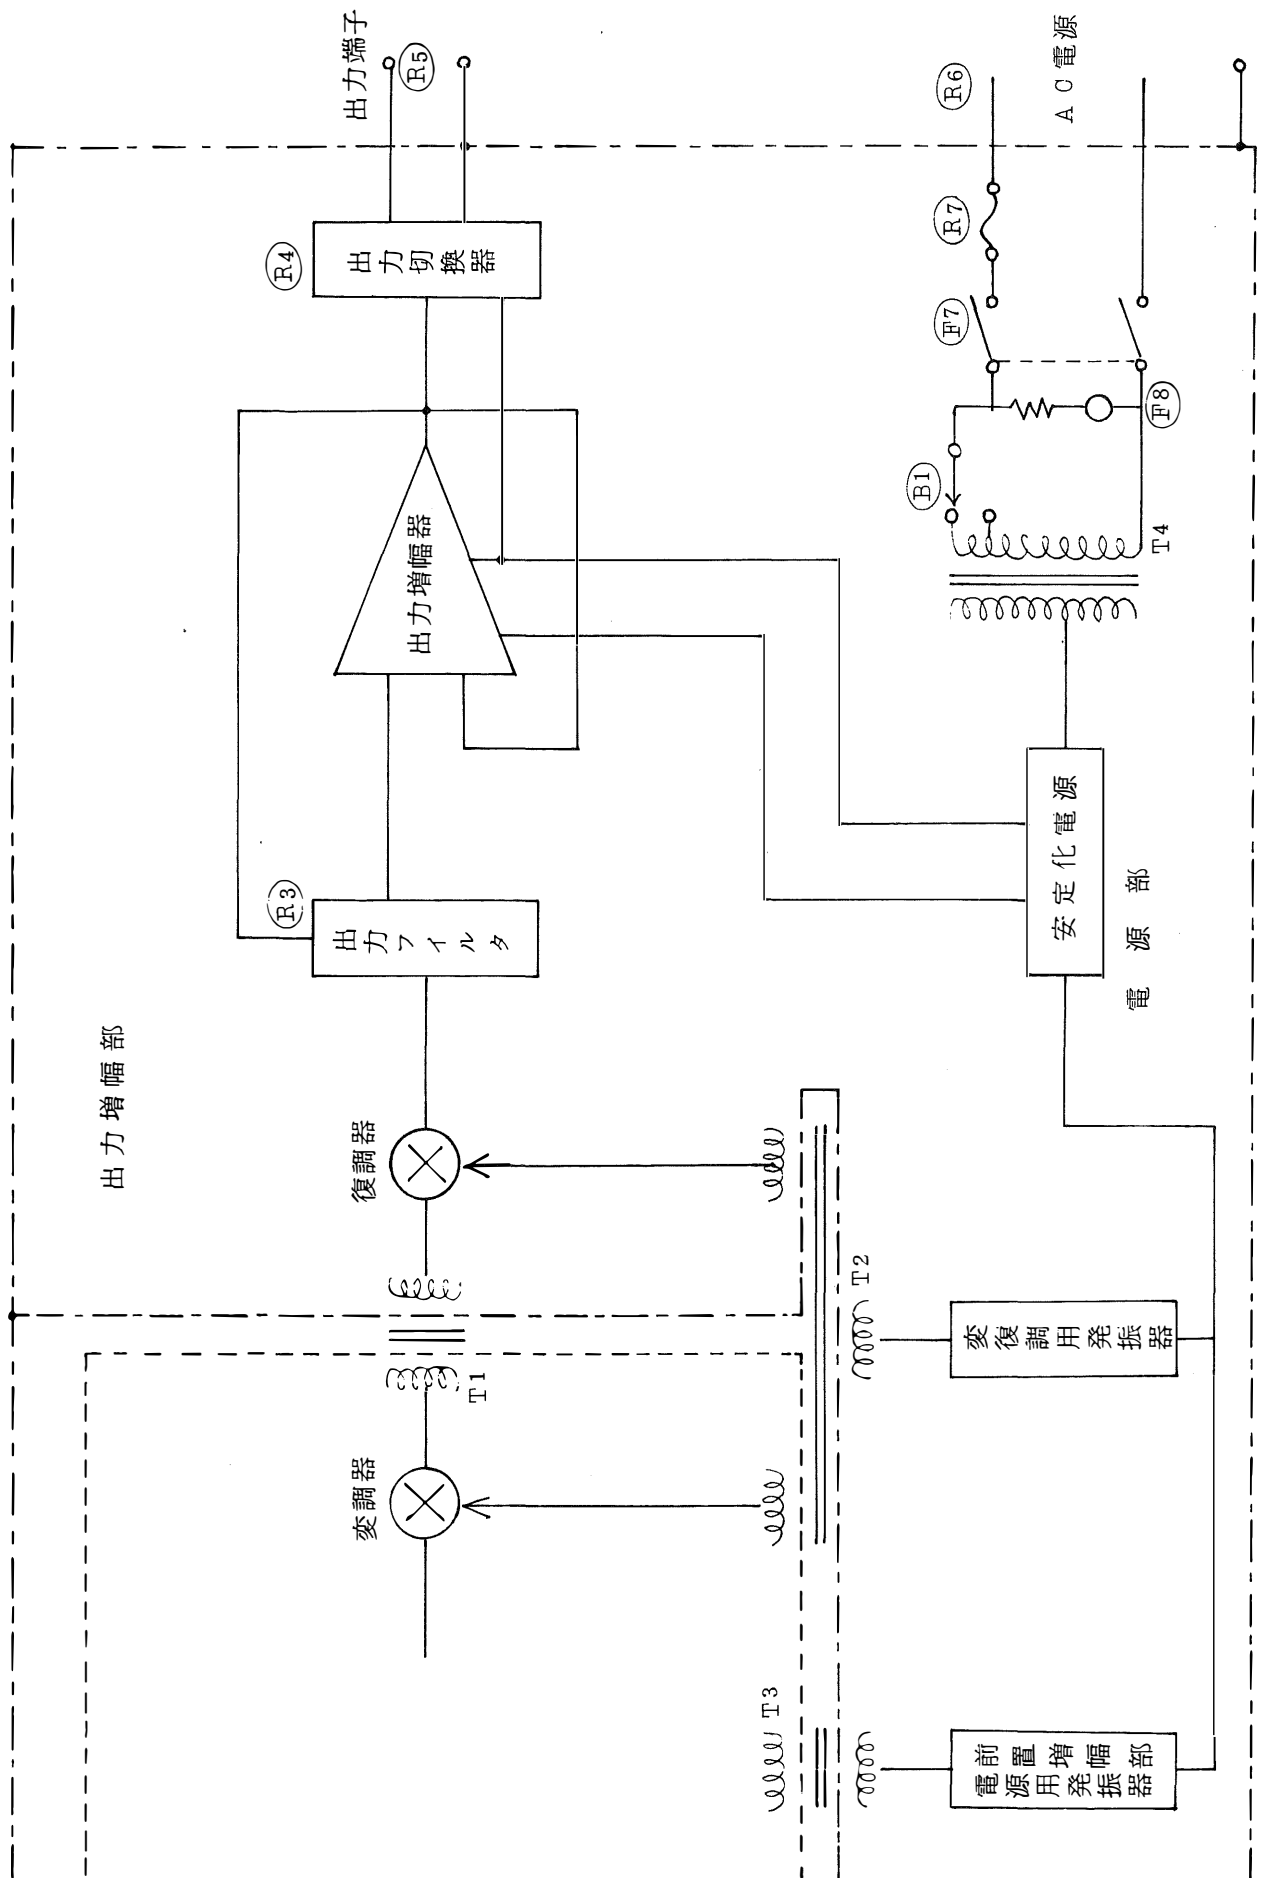 出力増幅部
変調器
T1
復調器
出力フィルタ
R3
出力増幅器
出力切換器
R4
出力端子
R5
T3
T2
前置増幅部
電源用発振器
変復調用
発振器
安定化電源
電源部
T4
B1
F8
F7
R7
R6
AC電源